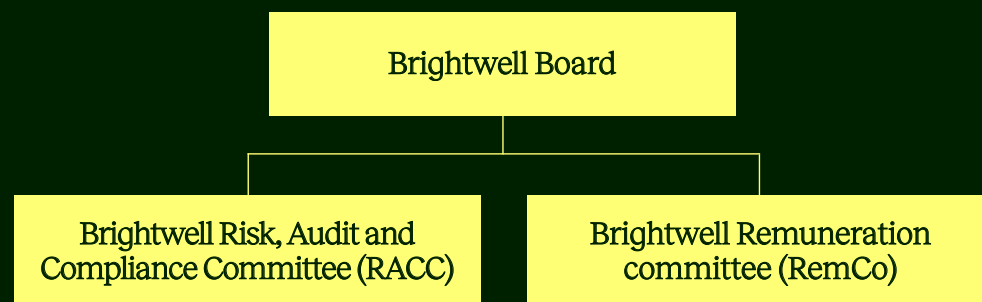 Brightwell Board
Brightwell Risk, Audit and
Compliance Committee (RACC)
Brightwell Remuneration
committee (RemCo)